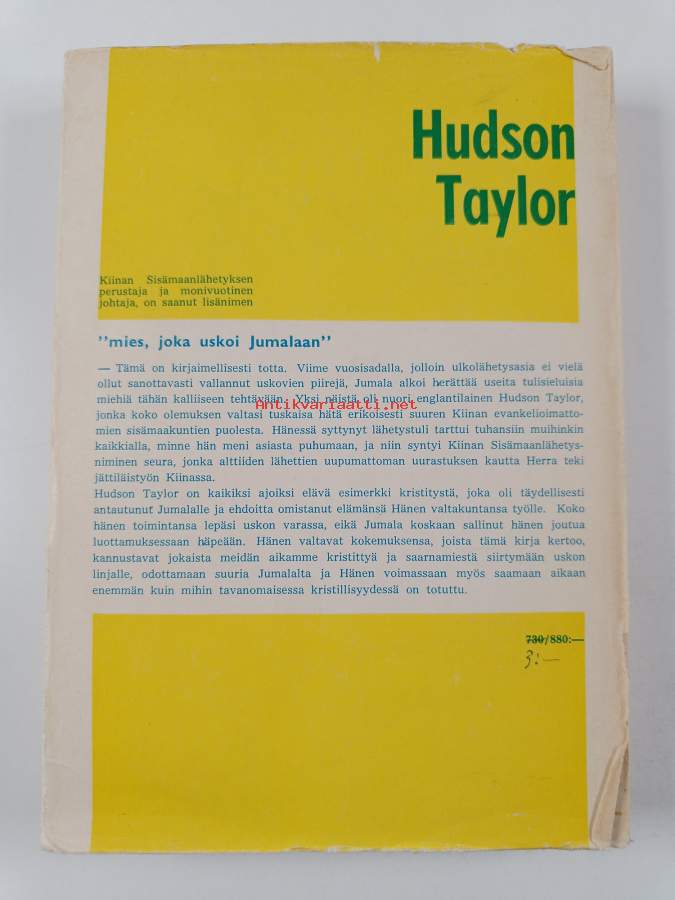 Hudson
Taylor
Kiinan Sisämaanlähetyksen
perustaja ja monivuotinen
johtaja, on saanut lisänimen
”mies, joka uskoi Jumalaan”
— Tämä on kirjaimellisesti totta. Viime vuosisadalla, jolloin ulkolähetysasia ei vielä
ollut sanottavasti vallannut uskovien piirejä, Jumala alkoi herättää useita tulisieluisia
miehiä tähän kalliiseen tehtävään. Yksi näistä oli nuori englantilainen Hudson Taylor,
Antikvariaatti.net
jonka koko olemuksen valtasi tuskaisa hätä erikoisesti suuren Kiinan evankelioimatto-
mien sisämaakuntien puolesta. Hänessä syttynyt lähetystuli tarttui tuhansiin muihinkin
kaikkialla, minne hän meni asiasta puhumaan, ja niin syntyi Kiinan Sisämaanlähetys-
niminen seura, jonka alttiiden lähettien uupumattoman uurastuksen kautta Herra teki
jättiläistyön Kiinassa.
Hudson Taylor on kaikiksi ajoiksi elävä esimerkki kristitystä, joka oli täydellisesti
antautunut Jumalalle ja ehdoitta omistanut elämänsä Hänen valtakuntansa työlle. Koko
hänen toimintansa lepäsi uskon varassa, eikä Jumala koskaan sallinut hänen joutua
luottamuksessaan häpeään. Hänen valtavat kokemuksensa, joista tämä kirja kertoo,
kannustavat jokaista meidän aikamme kristittyä ja saarnamiestä siirtymään uskon
linjalle, odottamaan suuria Jumalalta ja Hänen voimassaan myös saamaan aikaan
enemmän kuin mihin tavanomaisessa kristillisyydessä on totuttu.
730/880:—
3:—